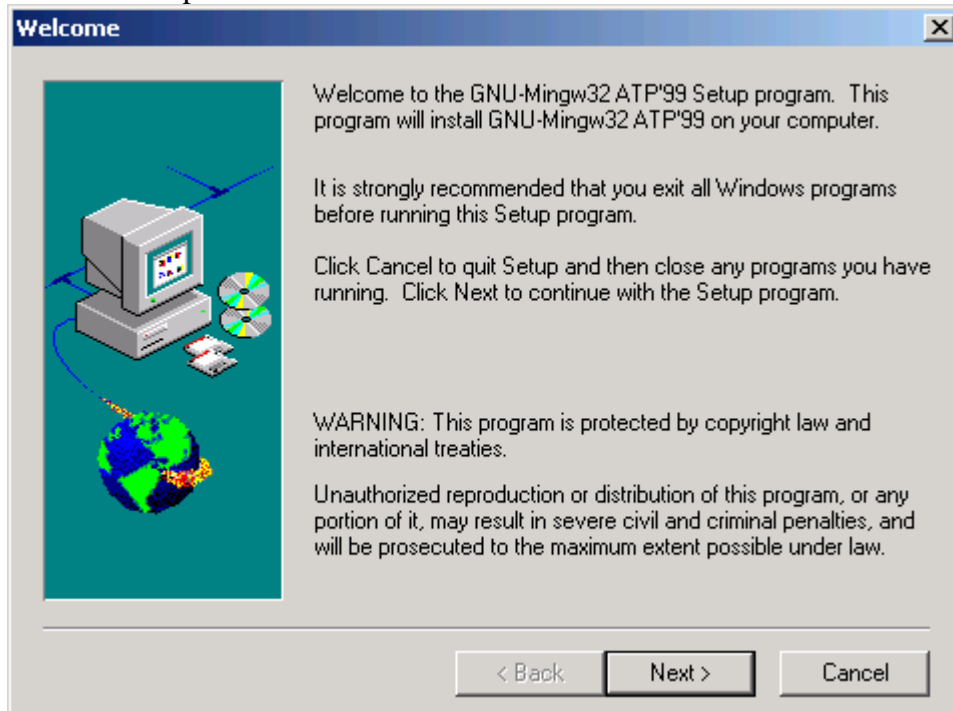 Welcome
Welcome to the GNU-Mingw32 ATP'99 Setup program.  This
program will install GNU-Mingw32 ATP'99 on your computer.
It is strongly recommended that you exit all Windows programs
before running this Setup program.
Click Cancel to quit Setup and then close any programs you have
running.  Click Next to continue with the Setup program.
WARNING: This program is protected by copyright law and
international treaties.
Unauthorized reproduction or distribution of this program, or any
portion of it, may result in severe civil and criminal penalties, and
will be prosecuted to the maximum extent possible under law.
< Back
Next >
Cancel